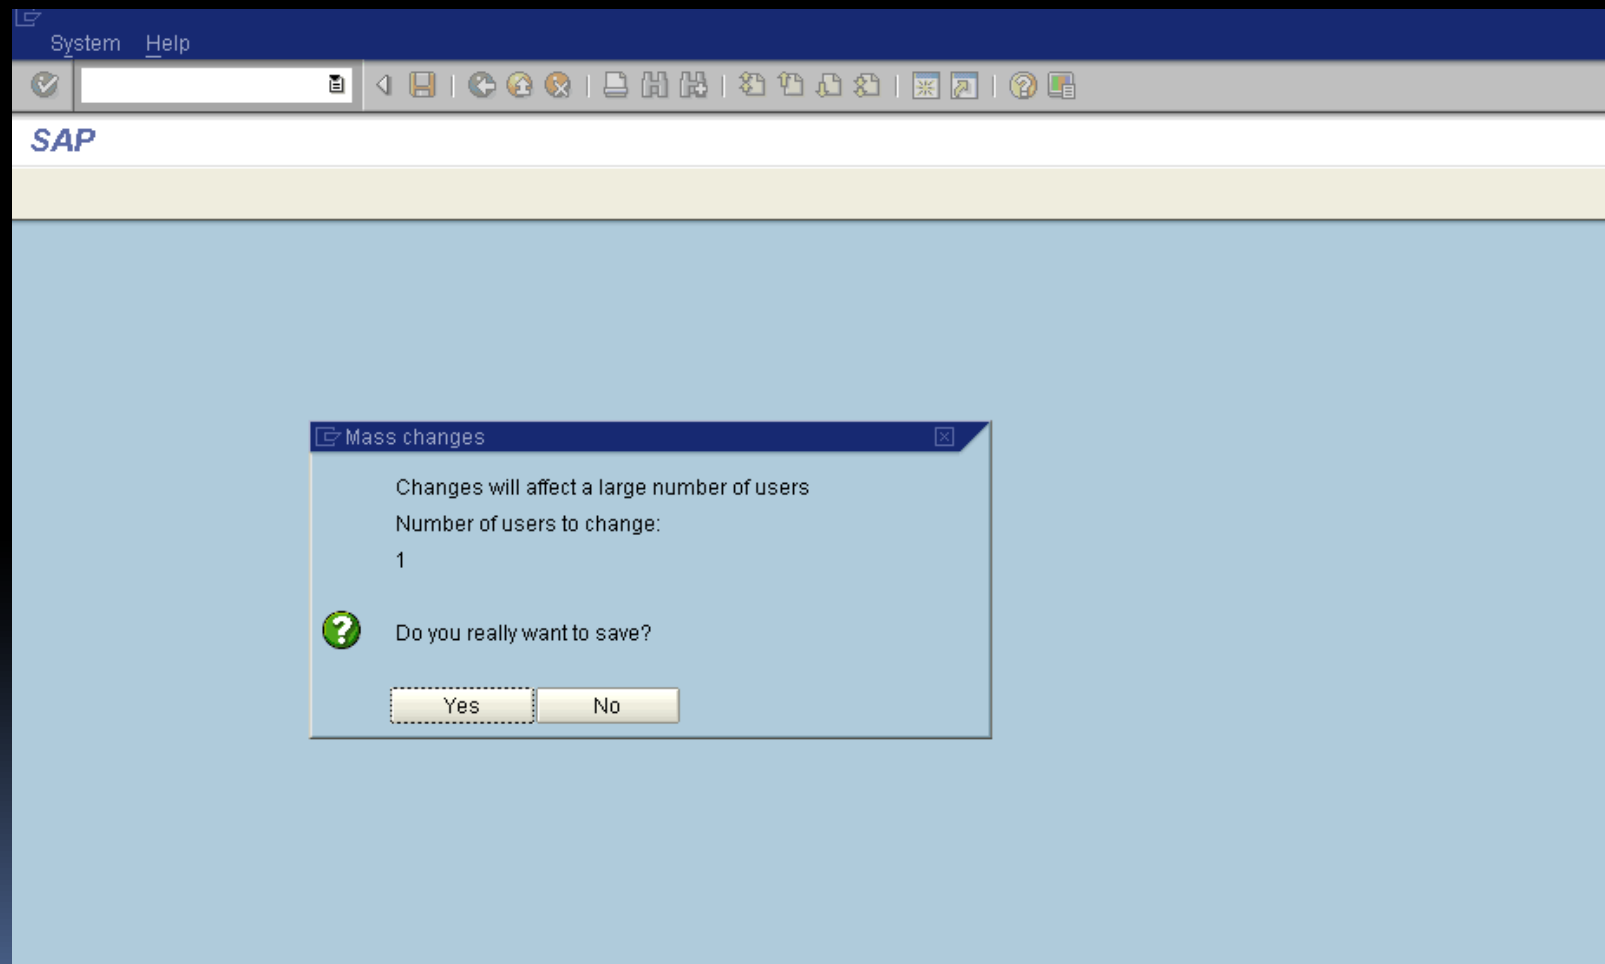 System Help
SAP
Mass changes
Changes will affect a large number of users
Number of users to change:
1
Do you really want to save?
Yes No